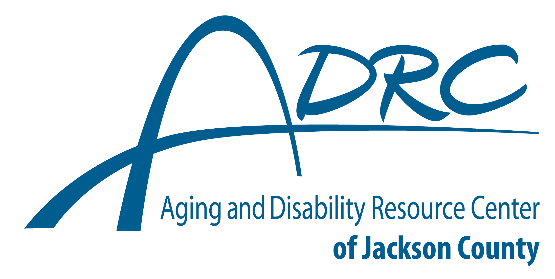 ADRC
Aging and Disability Resource Center
of Jackson County